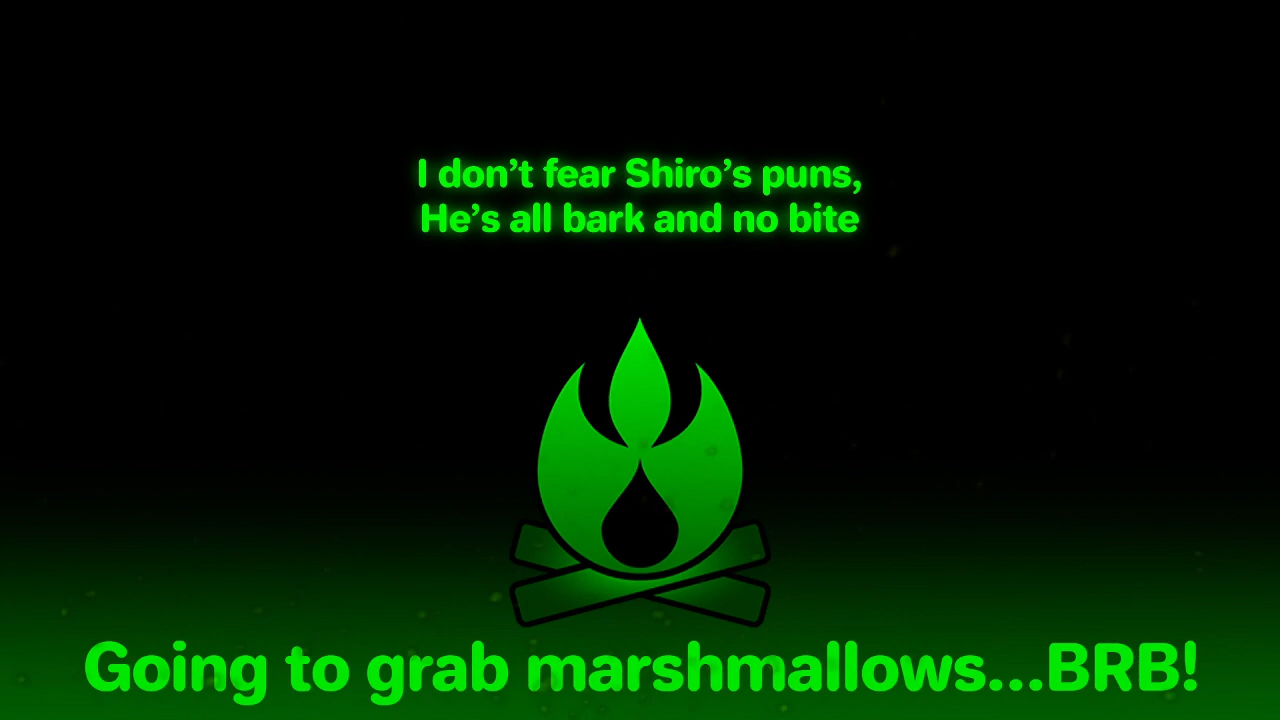 I don’t fear Shiro’s puns,
He’s all bark and no bite
Going to grab marshmallows...BRB!